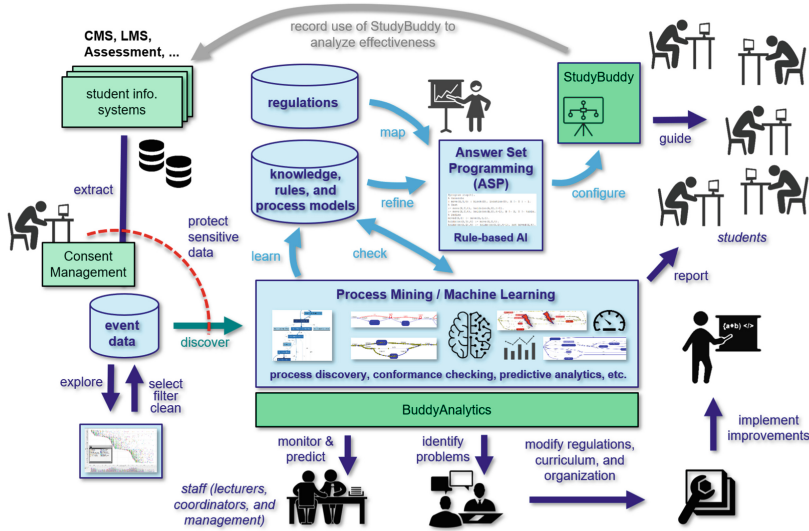 record use of StudyBuddy to
analyze effectiveness
CMS, LMS,
Assessment, ...
student info.
systems
regulations
StudyBuddy
map
guide
extract
knowledge,
rules, and
process models
refine
Answer Set
Programming
(ASP)
Rule-based AI
configure
protect
sensitive
data
Consent
Management
learn
check
students
report
event
data
discover
Process Mining / Machine Learning
process discovery, conformance checking, predictive analytics, etc.
{a+b} </>
explore
select
filter
clean
BuddyAnalytics
monitor &
predict
identify
problems
modify regulations,
curriculum, and
organization
implement
improvements
staff (lecturers,
coordinators, and
management)